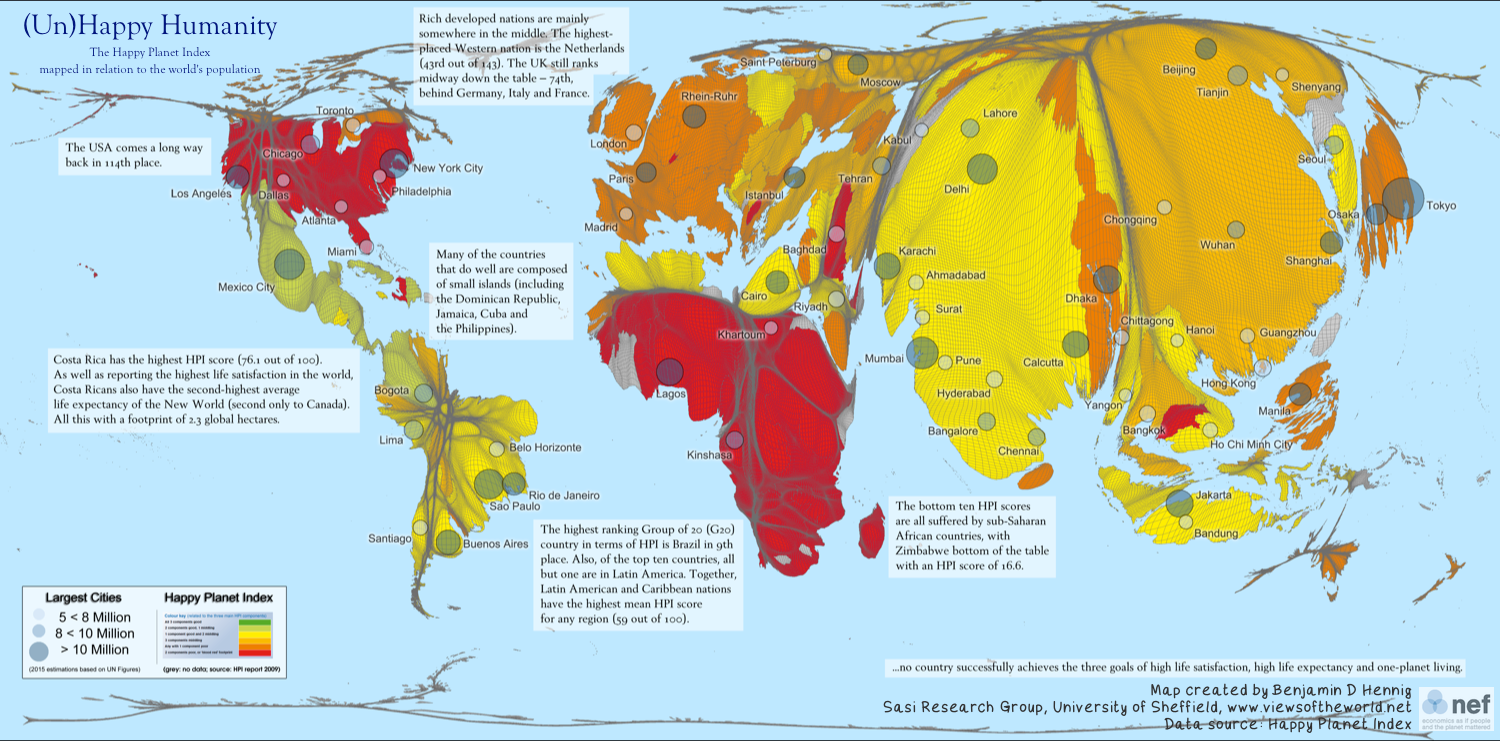 (Un)Happy Humanity
The Happy Planet Index
mapped in relation to the world's population
Rich developed nations are mainly
somewhere in the middle. The highest-
placed Western nation is the Netherlands
(43rd out of 143). The UK still ranks
midway down the table – 74th,
behind Germany, Italy and France.
The USA comes a long way
back in 114th place.
Toronto
Chicago
New York City
Los Angeles
Dallas
Philadelphia
Atlanta
Miami
Mexico City
Many of the countries
that do well are composed
of small islands (including
the Dominican Republic,
Jamaica, Cuba and
the Philippines).
Costa Rica has the highest HPI score (76.1 out of 100).
As well as reporting the highest life satisfaction in the world,
Costa Ricans also have the second-highest average
life expectancy of the New World (second only to Canada).
All this with a footprint of 2.3 global hectares.
Bogota
Lima
Belo Horizonte
Rio de Janeiro
Sao Paulo
Santiago
Buenos Aires
The highest ranking Group of 20 (G20)
country in terms of HPI is Brazil in 9th
place. Also, of the top ten countries, all
but one are in Latin America. Together,
Latin American and Caribbean nations
have the highest mean HPI score
for any region (59 out of 100).
Saint Peterburg
Moscow
Rhein-Ruhr
London
Paris
Madrid
Istanbul
Tehran
Kabul
Baghdad
Cairo
Riyadh
Khartoum
Lagos
Kinshasa
Lahore
Delhi
Karachi
Ahmadabad
Surat
Mumbai
Pune
Hyderabad
Bangalore
Chennai
Calcutta
Dhaka
Chittagong
Yangon
Bangkok
Hanoi
Ho Chi Minh City
Manila
Jakarta
Bandung
Beijing
Tianjin
Shenyang
Seoul
Osaka
Tokyo
Chongqing
Wuhan
Shanghai
Guangzhou
Hong Kong
The bottom ten HPI scores
are all suffered by sub-Saharan
African countries, with
Zimbabwe bottom of the table
with an HPI score of 16.6.
Largest Cities
5 < 8 Million
8 < 10 Million
> 10 Million
(2015 estimations based on UN Figures)
Happy Planet Index
(grey: no data; source: HPI report 2009)
...no country successfully achieves the three goals of high life satisfaction, high life expectancy and one-planet living.
Map created by Benjamin D Hennig
Sasi Research Group, University of Sheffield, www.viewsoftheworld.net
Data source: Happy Planet Index
nef
economics as if people
and the planet mattered